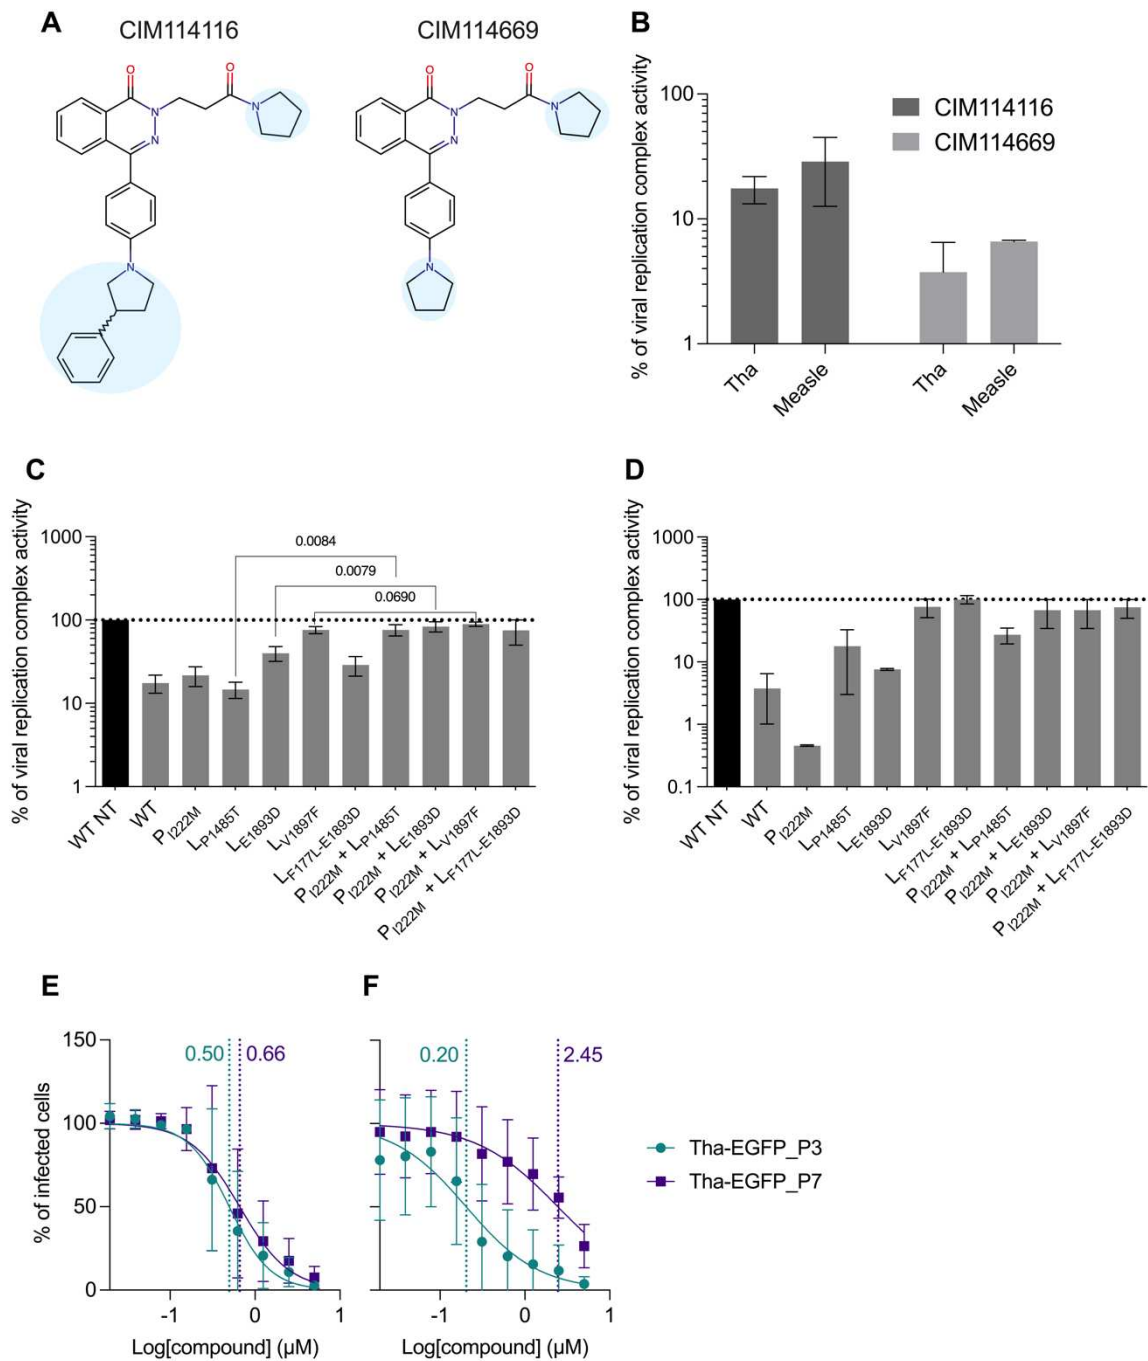 A
CIM114116
CIM114669
O
O
N
N
N
N
O
O
N
N
N
N
B
% of viral replication complex activity
100
10
1
CIM114116
CIM114669
Tha
Measle
Tha
Measle
C
% of viral replication complex activity
1000
100
10
1
0.0084
0.0079
0.0690
WT NT
WT
P I222M
L P1485T
L E1893D
L V1897F
L F177L-E1893D
P I222M + L P1485T
P I222M + L E1893D
P I222M + L V1897F
P I222M + L F177L-E1893D
D
% of viral replication complex activity
1000
100
10
1
0.1
WT NT
WT
P I222M
L P1485T
L E1893D
L V1897F
L F177L-E1893D
P I222M + L P1485T
P I222M + L E1893D
P I222M + L V1897F
P I222M + L F177L-E1893D
E
% of infected cells
150
100
50
0
0.50
0.66
-1
0
1
Log[compound] (µM)
F
0.20
2.45
-1
0
1
Log[compound] (µM)
Tha-EGFP_P3
Tha-EGFP_P7